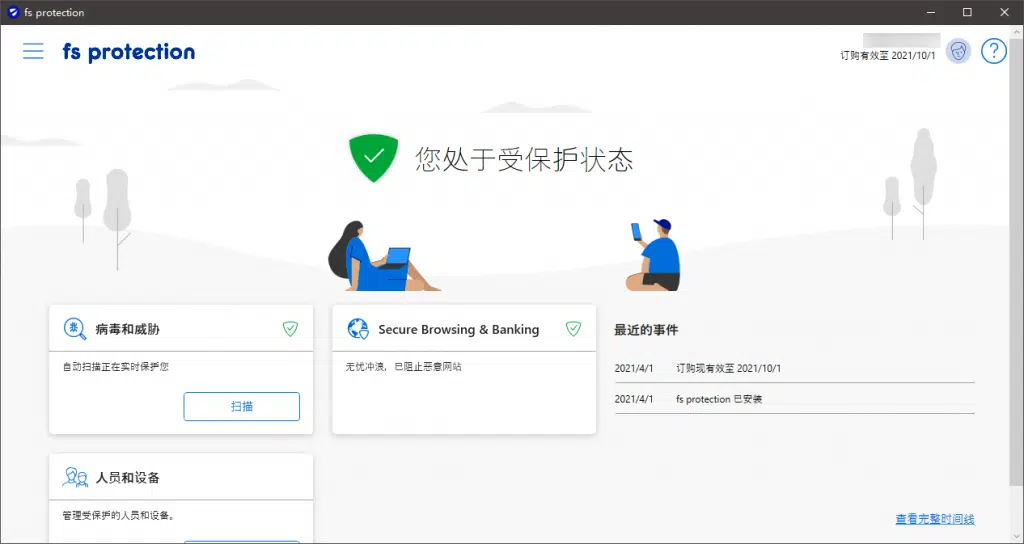 fs protection
fs protection
订购有效至 2021/10/1
?
您处于受保护状态
病毒和威胁
自动扫描正在实时保护您
扫描
Secure Browsing & Banking
无忧冲浪，已阻止恶意网站
最近的事件
2021/4/1 订购现有效至 2021/10/1
2021/4/1 fs protection 已安装
人员和设备
管理受保护的人员和设备。
查看完整时间线